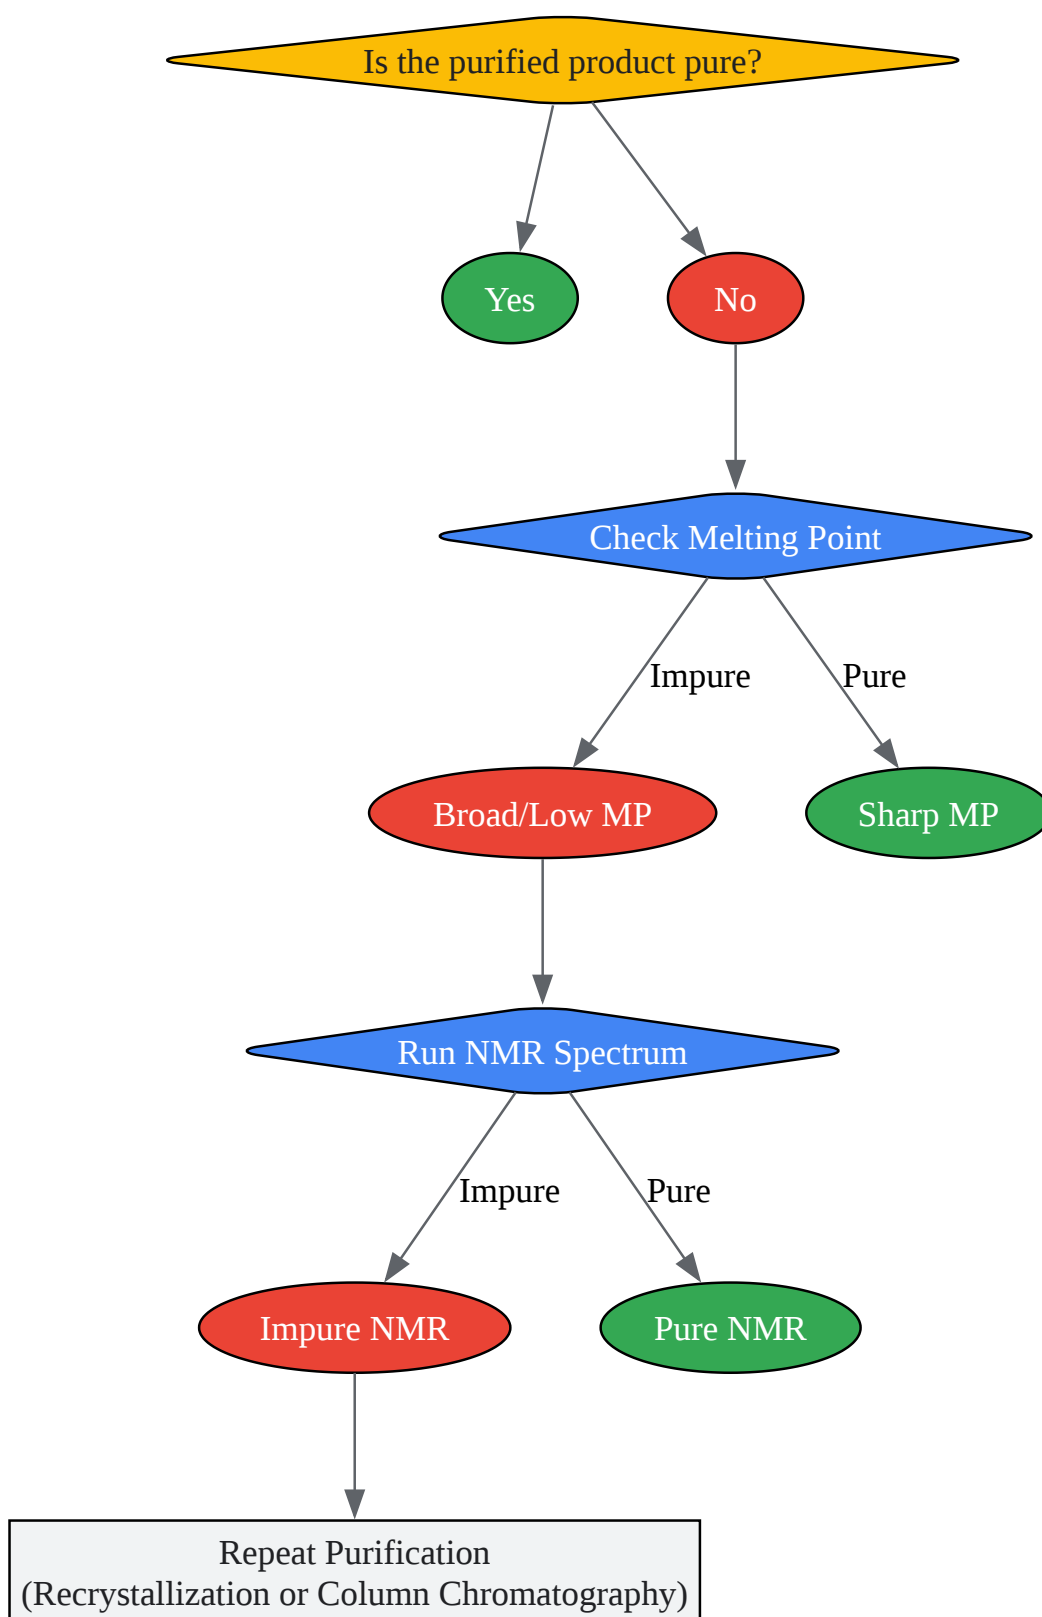 Is the purified product pure?
Yes
No
Check Melting Point
Impure
Pure
Broad/Low MP
Sharp MP
Run NMR Spectrum
Impure
Pure
Impure NMR
Pure NMR
Repeat Purification
(Recrystallization or Column Chromatography)